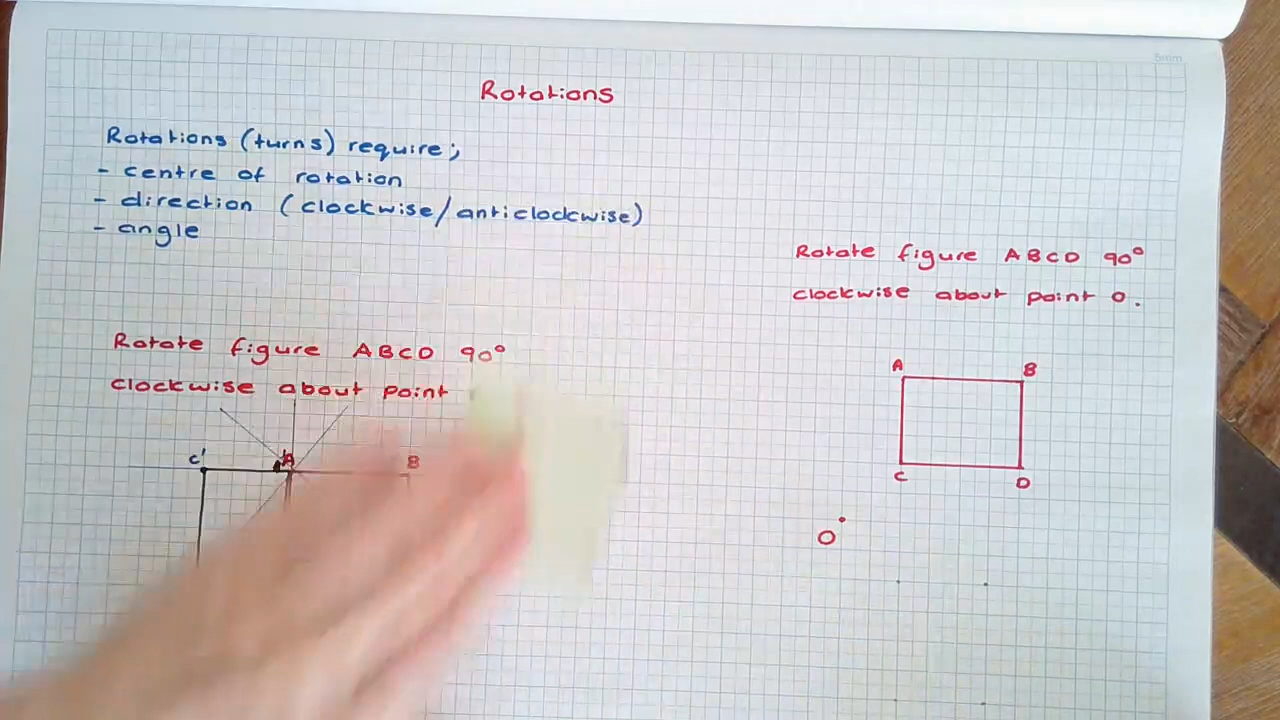 5mm
Rotations
Rotations (turns) require;
- centre of rotation
- direction (clockwise/anticlockwise)
- angle
Rotate figure ABCD 90°
clockwise about point O.
Rotate figure ABCD 90°
clockwise about point
A B
C D
O
C' A B